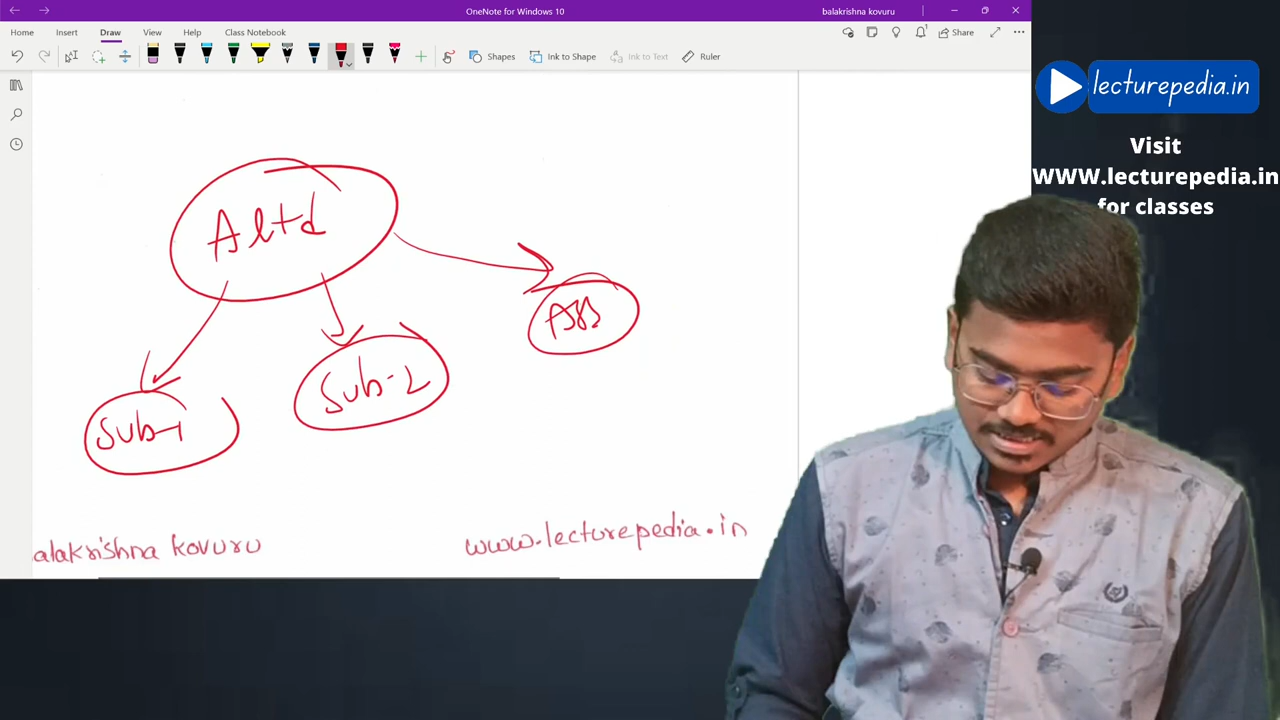 OneNote for Windows 10
balakrishna kovuru
Home Insert Draw View Help Class Notebook
Share
Shapes
Ink to Shape
Ink to Text
Ruler
lecturepedia.in
Visit
WWW.lecturepedia.in
for classes
A Ltd
Sub-1
Sub-2
alakrishna kovuru
www.lecturepedia.in